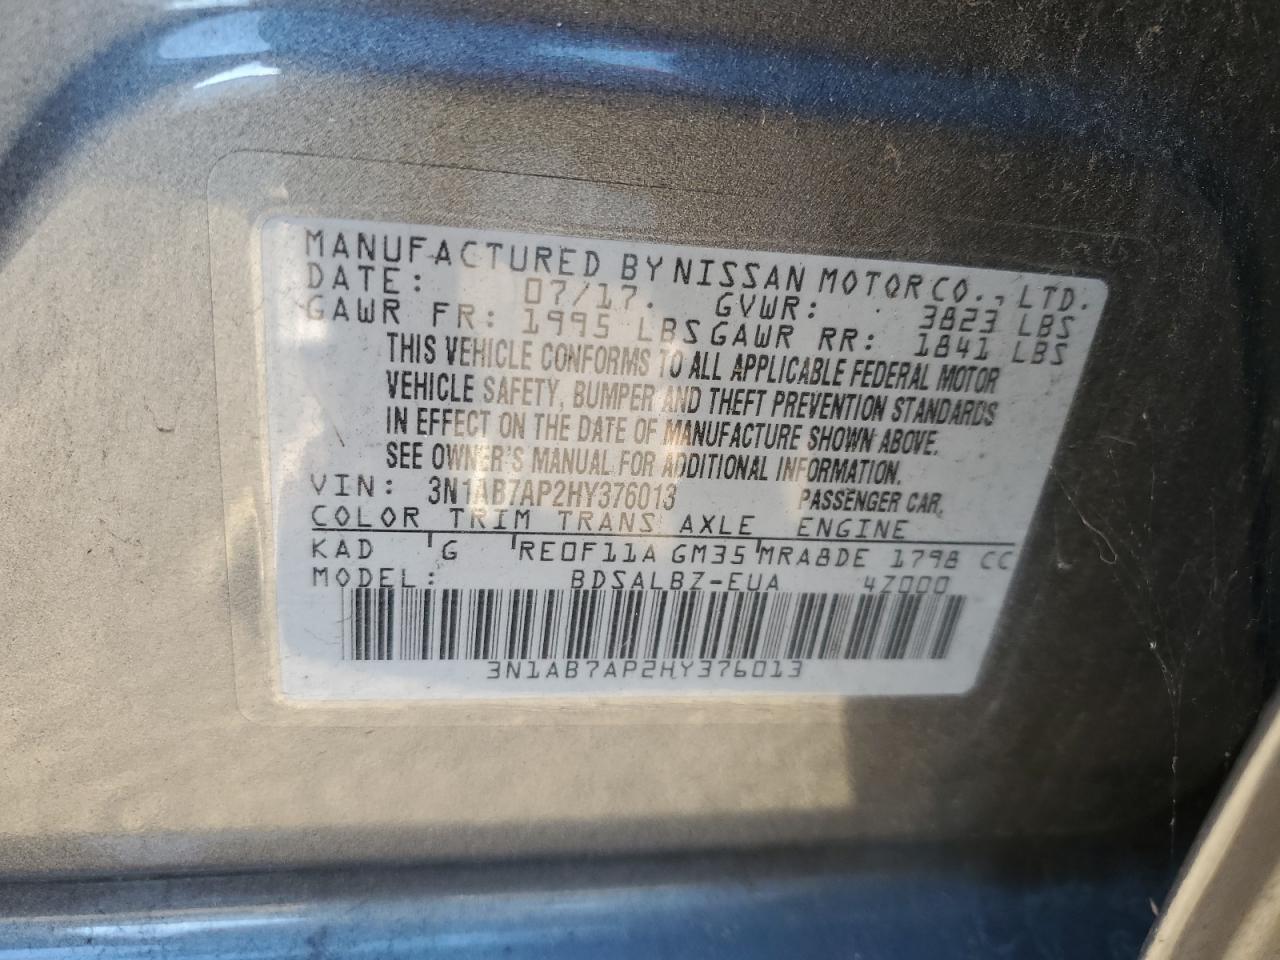 MANUFACTURED BY NISSAN MOTOR CO., LTD.
DATE: 07/17. GVWR: 3823 LBS
GAWR FR: 1995 LBS GAWR RR: 1841 LBS
THIS VEHICLE CONFORMS TO ALL APPLICABLE FEDERAL MOTOR
VEHICLE SAFETY, BUMPER AND THEFT PREVENTION STANDARDS
IN EFFECT ON THE DATE OF MANUFACTURE SHOWN ABOVE.
SEE OWNER'S MANUAL FOR ADDITIONAL INFORMATION.
VIN: 3N1AB7AP2HY376013 PASSENGER CAR,
COLOR TRIM TRANS AXLE ENGINE
KAD G RE0F11A GM35 MRA8DE 1798 CC
MODEL: BDSALBZ-EUA 4Z000
3N1AB7AP2HY376013